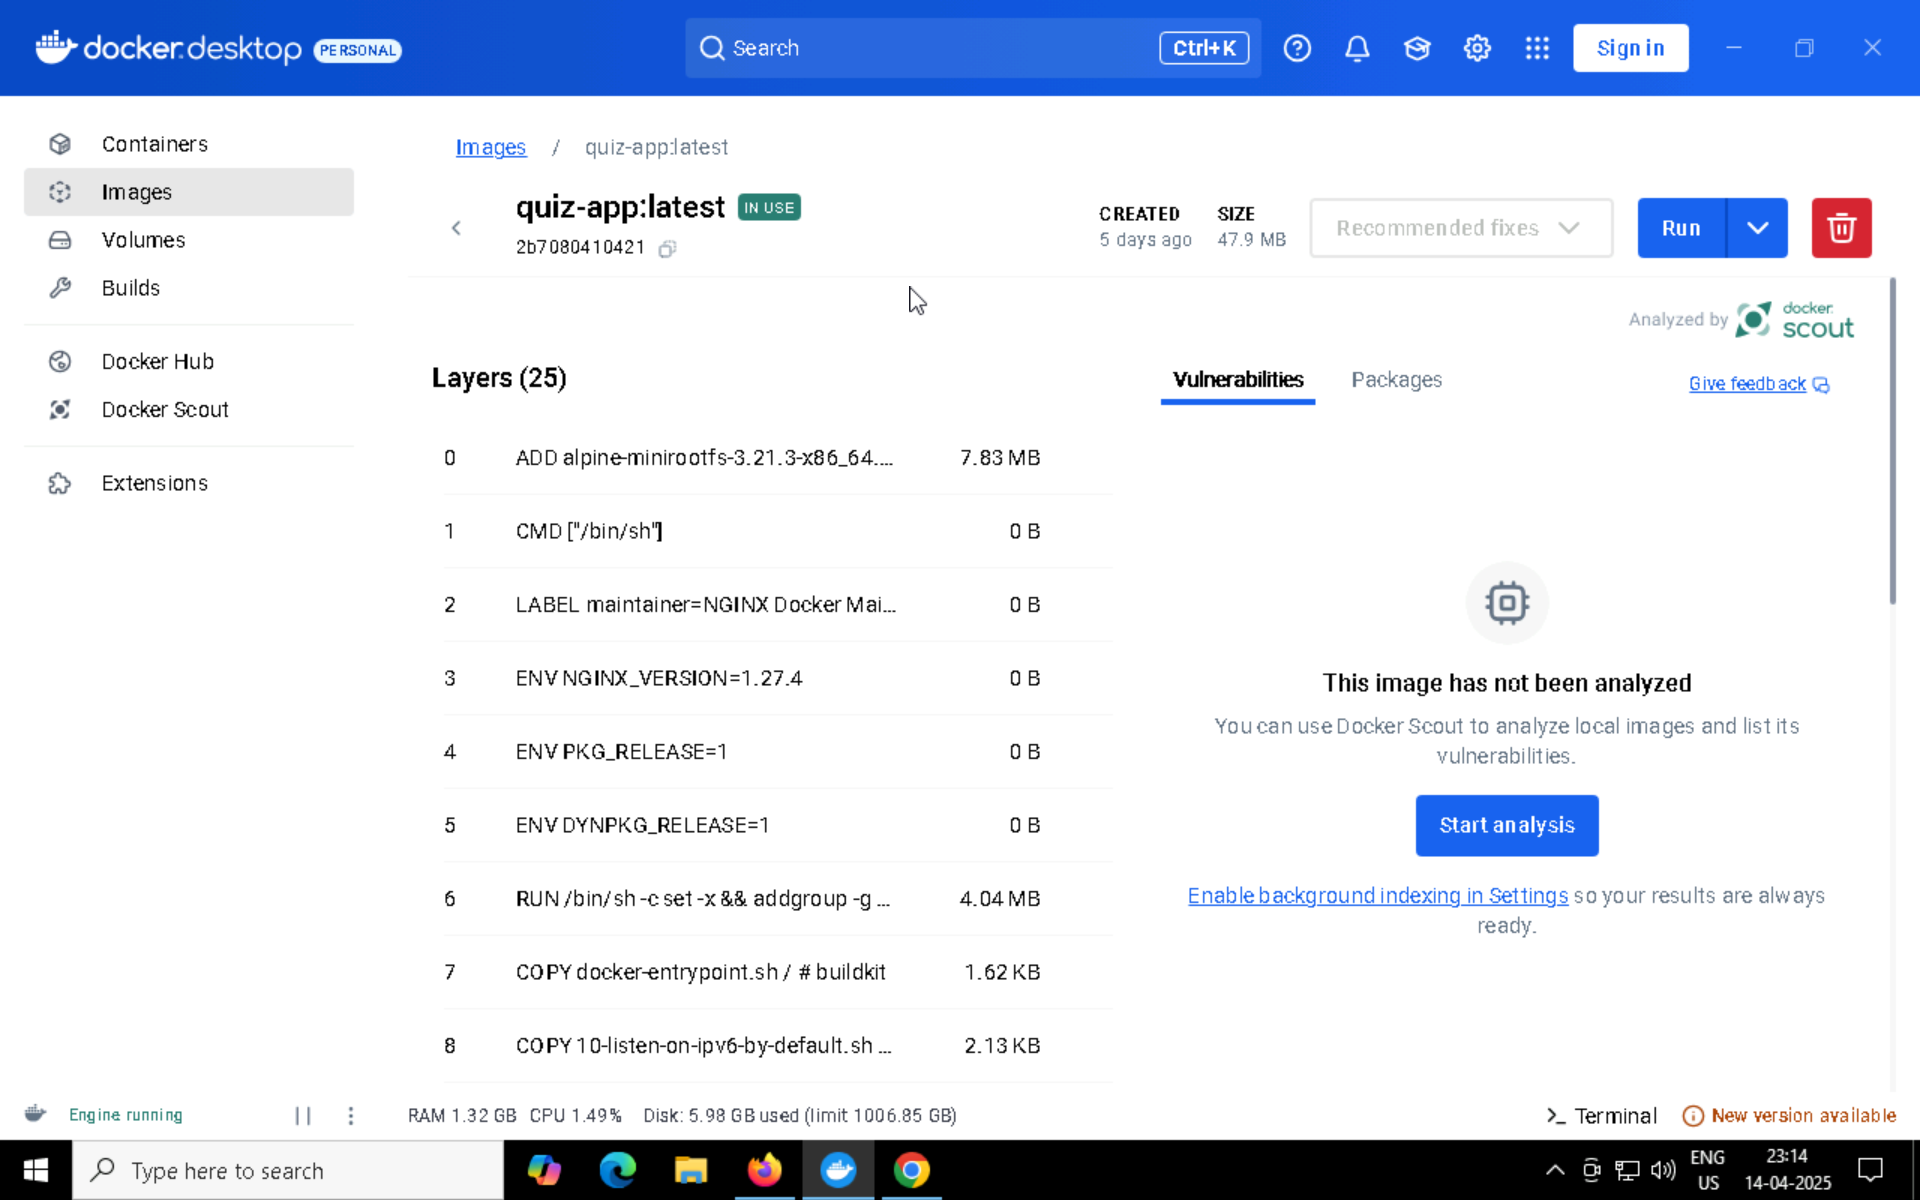 docker.desktop PERSONAL
Search Ctrl+K
Sign in
Containers
Images
Volumes
Builds
Docker Hub
Docker Scout
Extensions
Images / quiz-app:latest
quiz-app:latest IN USE
2b7080410421
CREATED
5 days ago
SIZE
47.9 MB
Recommended fixes
Run
Analyzed by docker scout
Layers (25)
Vulnerabilities Packages Give feedback
0 ADD alpine-minirootfs-3.21.3-x86_64.... 7.83 MB
1 CMD ["/bin/sh"] 0 B
2 LABEL maintainer=NGINX Docker Mai... 0 B
3 ENV NGINX_VERSION=1.27.4 0 B
4 ENV PKG_RELEASE=1 0 B
5 ENV DYNPKG_RELEASE=1 0 B
6 RUN /bin/sh -c set -x && addgroup -g ... 4.04 MB
7 COPY docker-entrypoint.sh / # buildkit 1.62 KB
8 COPY 10-listen-on-ipv6-by-default.sh ... 2.13 KB
This image has not been analyzed
You can use Docker Scout to analyze local images and list its
vulnerabilities.
Start analysis
Enable background indexing in Settings so your results are always
ready.
Engine running
RAM 1.32 GB CPU 1.49% Disk: 5.98 GB used (limit 1006.85 GB)
Terminal
New version available
Type here to search
ENG
US
23:14
14-04-2025